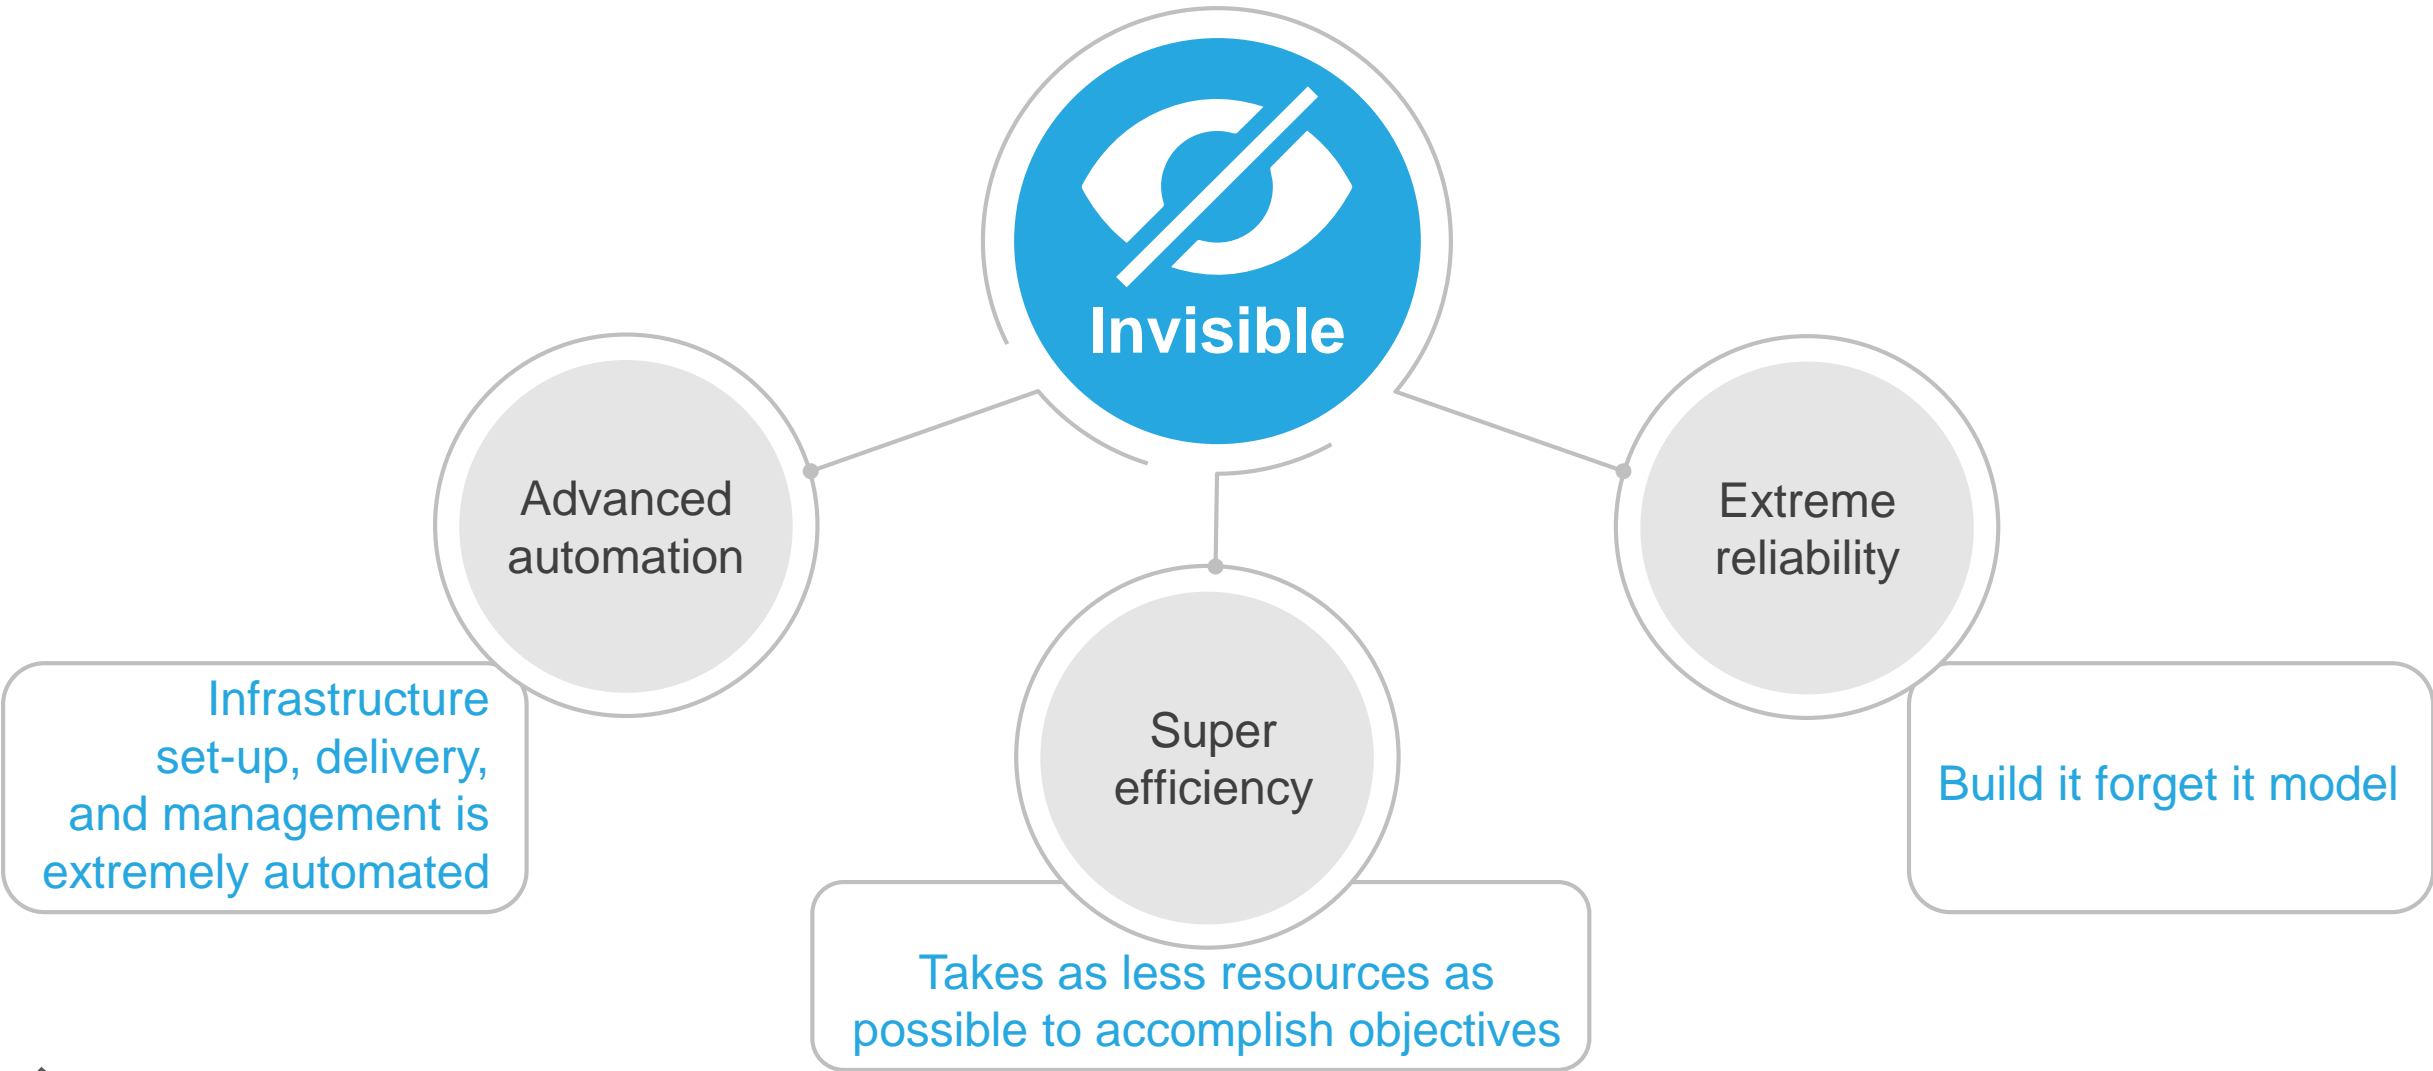 Invisible
Advanced
automation
Infrastructure
set-up, delivery,
and management is
extremely automated
Super
efficiency
Takes as less resources as
possible to accomplish objectives
Extreme
reliability
Build it forget it model